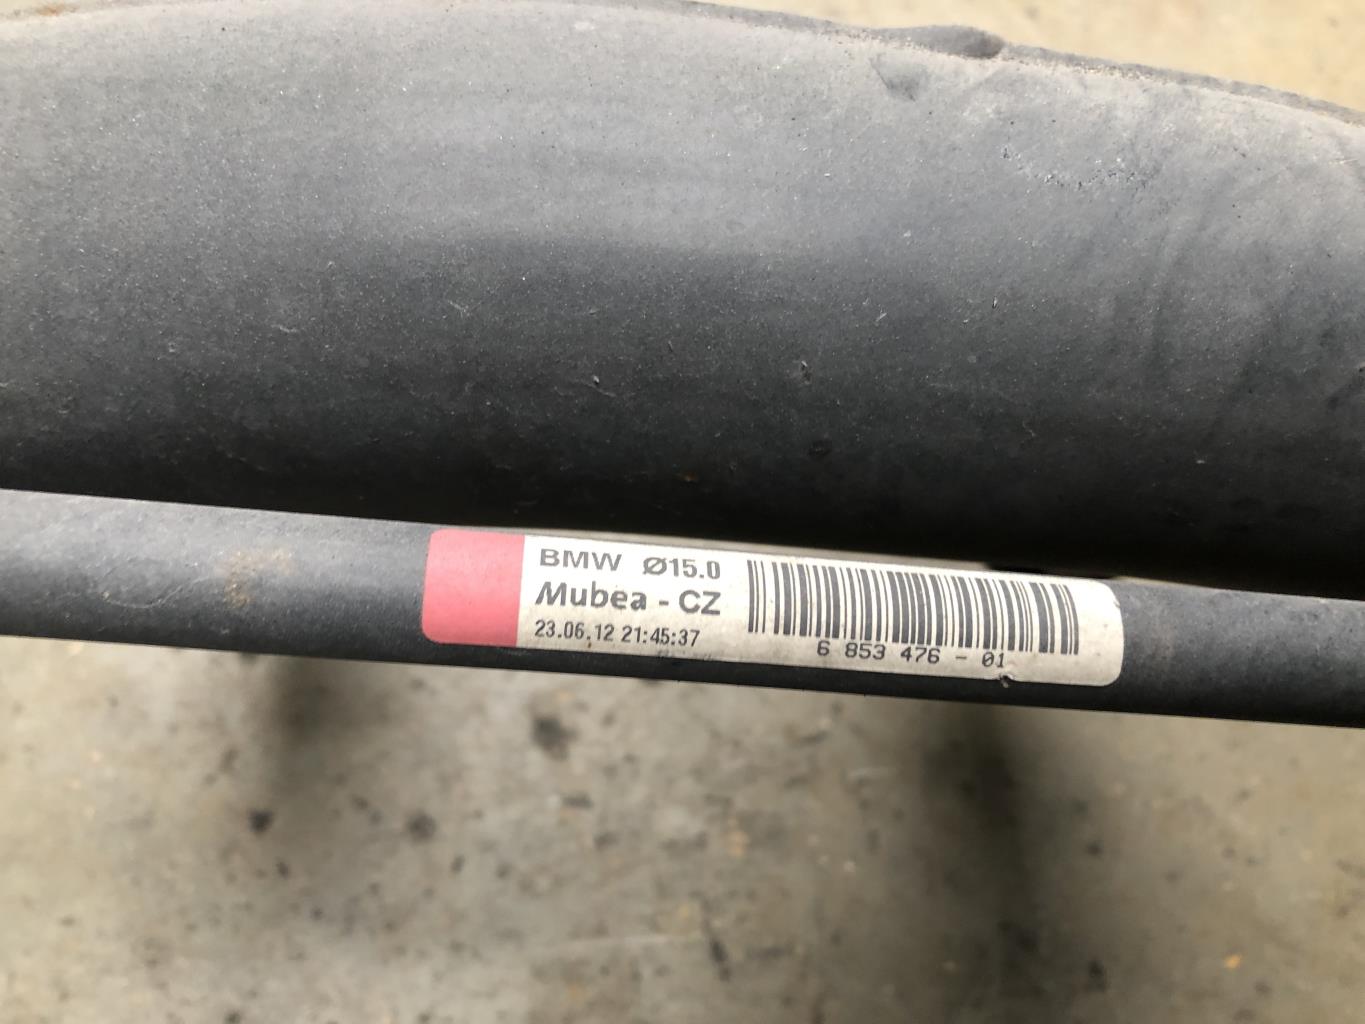 BMW Ø15.0
Mubea - CZ
23.06.12 21:45:37
6 853 476 - 01